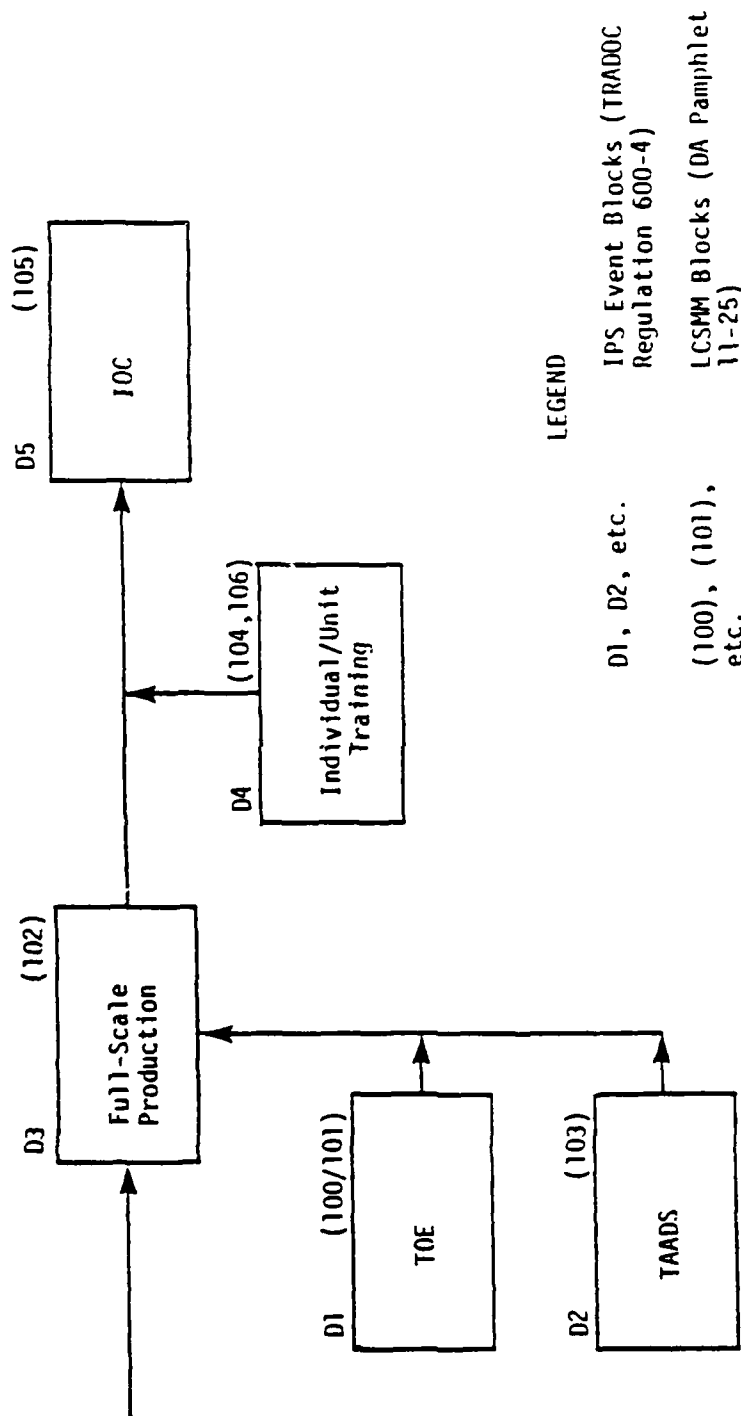 D5 (105)
IOC
D3 (102)
Full-Scale
Production
D4 (104,106)
Individual/Unit
Training
D1 (100/101)
TOE
D2 (103)
TAADS
LEGEND
D1, D2, etc. IPS Event Blocks (TRADOC
Regulation 600-4)
(100), (101), LCSMM Blocks (DA Pamphlet
etc. 11-25)